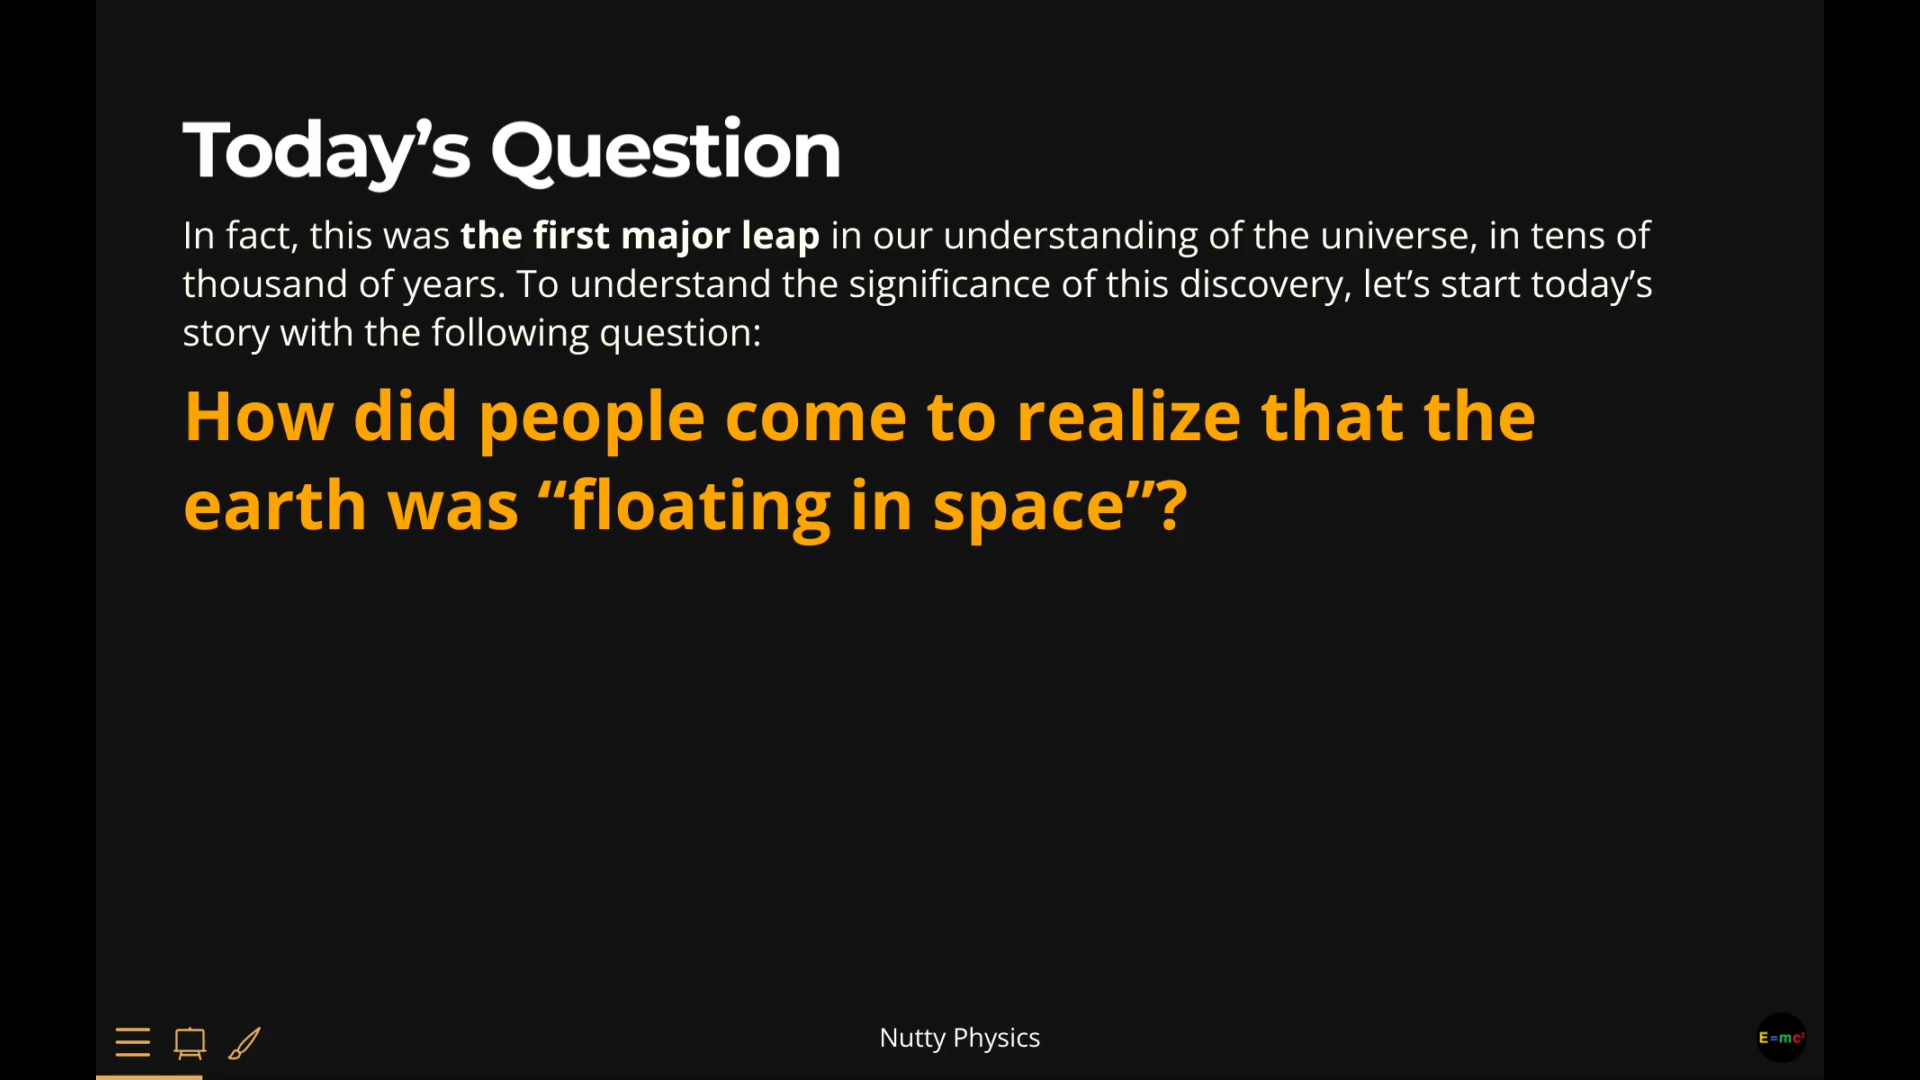 Today’s Question
In fact, this was the first major leap in our understanding of the universe, in tens of
thousand of years. To understand the significance of this discovery, let’s start today’s
story with the following question:
How did people come to realize that the
earth was “floating in space”?
Nutty Physics
E=mc²